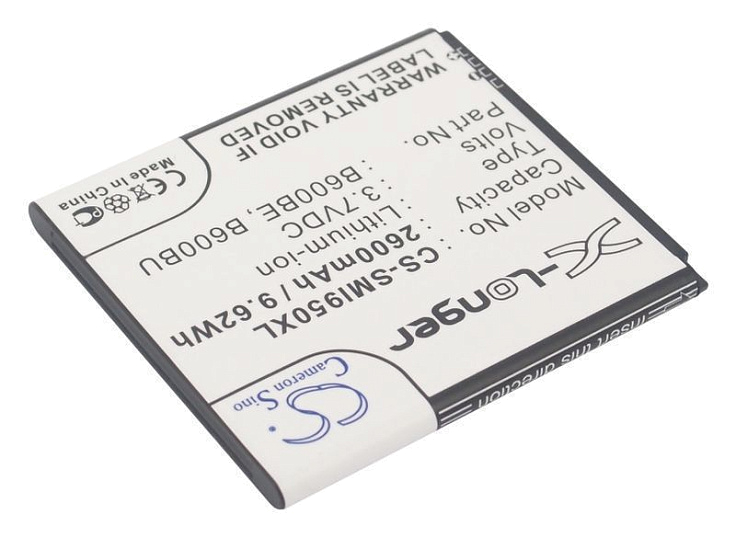 X-Longer
Model No. :CS-SMI950XL
Capacity :2600mAh / 9.62Wh
Type :Lithium-ion
Volts :3.7VDC
Part No. :B600BE, B600BU
WARRANTY VOID IF
LABEL IS REMOVED
CS
Cameron Sino
CE
Made in China
Insert this